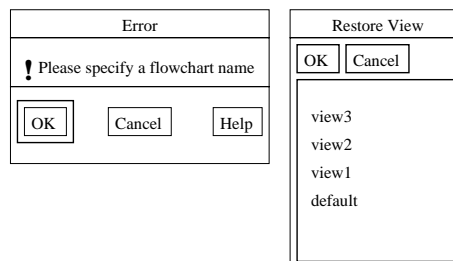 Error
! Please specify a flowchart name
OK Cancel Help
Restore View
OK Cancel
view3
view2
view1
default